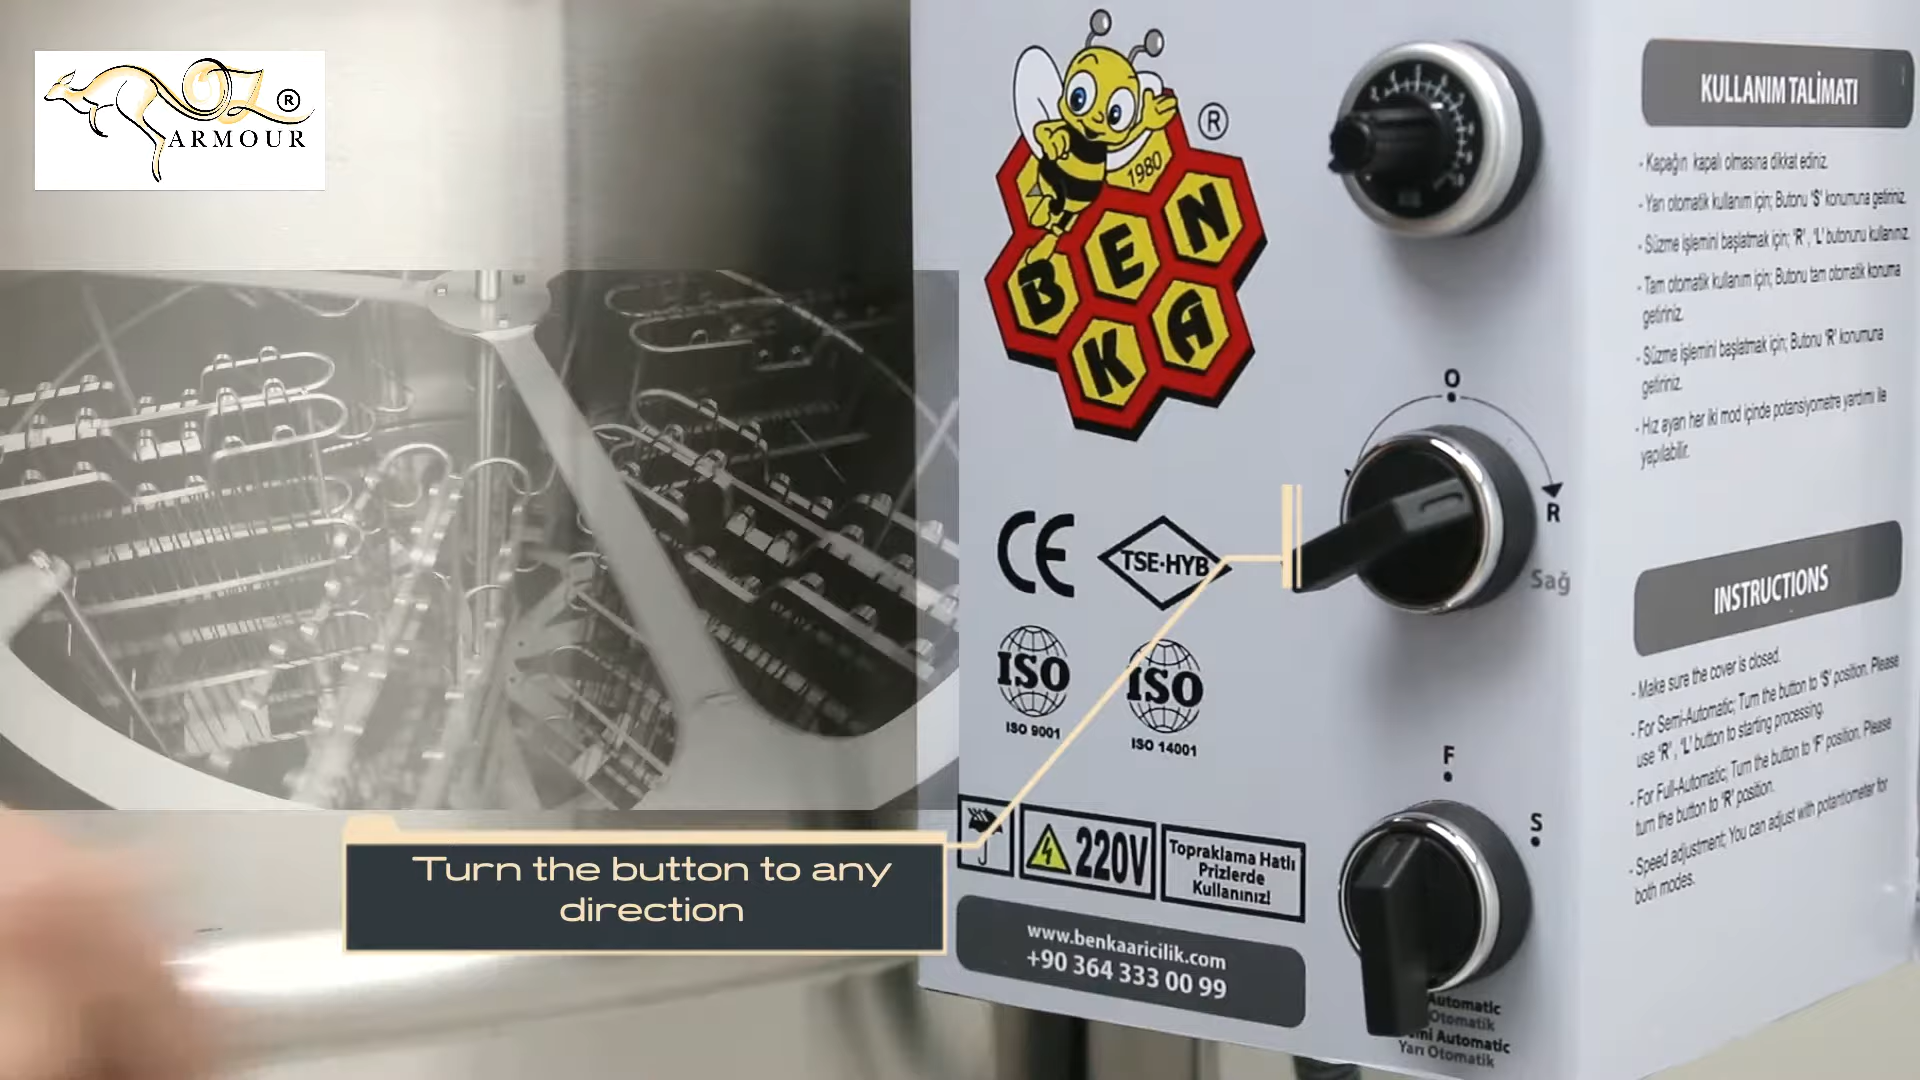 OZ ®
ARMOUR
1980
®
BEN
KA
CE
TSE-HYB
ISO
ISO 9001
ISO
ISO 14001
220V
Topraklama Hatlı
Prizlerde
Kullanınız!
www.benkaaricilik.com
+90 364 333 00 99
Turn the button to any
direction
O
R
Sağ
F
S
Automatic
Otomatik
Automatic
Yarı Otomatik
KULLANIM TALİMATI
- Kapağın kapalı olmasına dikkat ediniz.
- Yarı otomatik kullanım için; Butonu 'S' konumuna getiriniz.
- Süzme işlemini başlatmak için; 'R' , 'L' butonunu kullanınız.
- Tam otomatik kullanım için; Butonu tam otomatik konuma
getiriniz.
- Süzme işlemini başlatmak için; Butonu 'R' konumuna
getiriniz.
- Hız ayarı her iki mod içinde potansiyometre yardımı ile
yapılabilir.
INSTRUCTIONS
- Make sure the cover is closed.
- For Semi-Automatic; Turn the button to 'S' position. Please
use 'R' , 'L' button to starting processing.
- For Full-Automatic; Turn the button to 'F' position. Please
turn the button to 'R' position.
- Speed adjustment; You can adjust with potantiometer for
both modes.